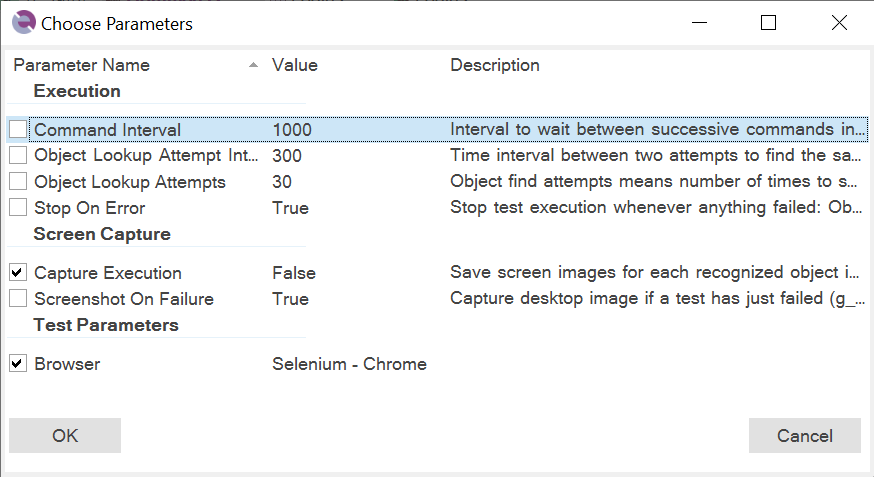 Choose Parameters
Parameter Name Value Description
Execution
Command Interval 1000 Interval to wait between successive commands in...
Object Lookup Attempt Int... 300 Time interval between two attempts to find the sa...
Object Lookup Attempts 30 Object find attempts means number of times to s...
Stop On Error True Stop test execution whenever anything failed: Ob...
Screen Capture
Capture Execution False Save screen images for each recognized object i...
Screenshot On Failure True Capture desktop image if a test has just failed (g_...
Test Parameters
Browser Selenium - Chrome
OK Cancel